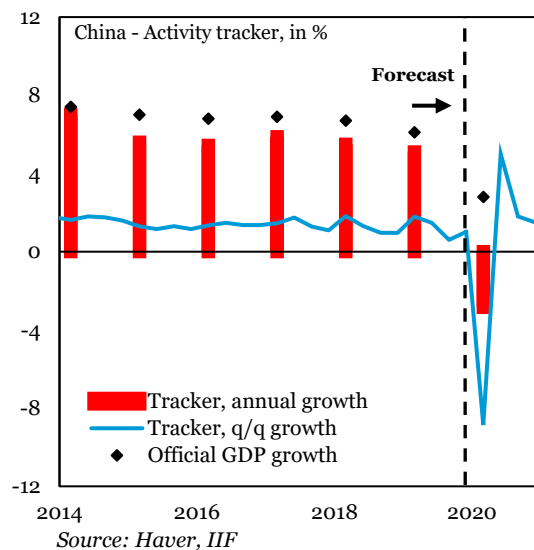 China - Activity tracker, in %
Forecast
12
8
4
0
-4
-8
-12
Tracker, annual growth
Tracker, q/q growth
Official GDP growth
2014 2016 2018 2020
Source: Haver, IIF